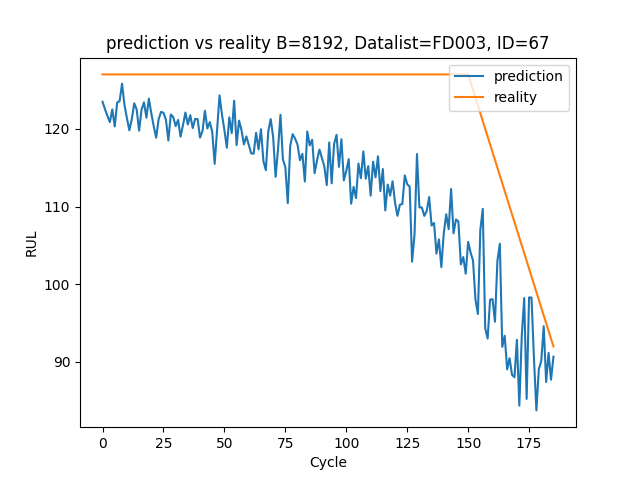 prediction vs reality B=8192, Datalist=FD003, ID=67
prediction
reality
120
110
100
90
RUL
0 25 50 75 100 125 150 175
Cycle